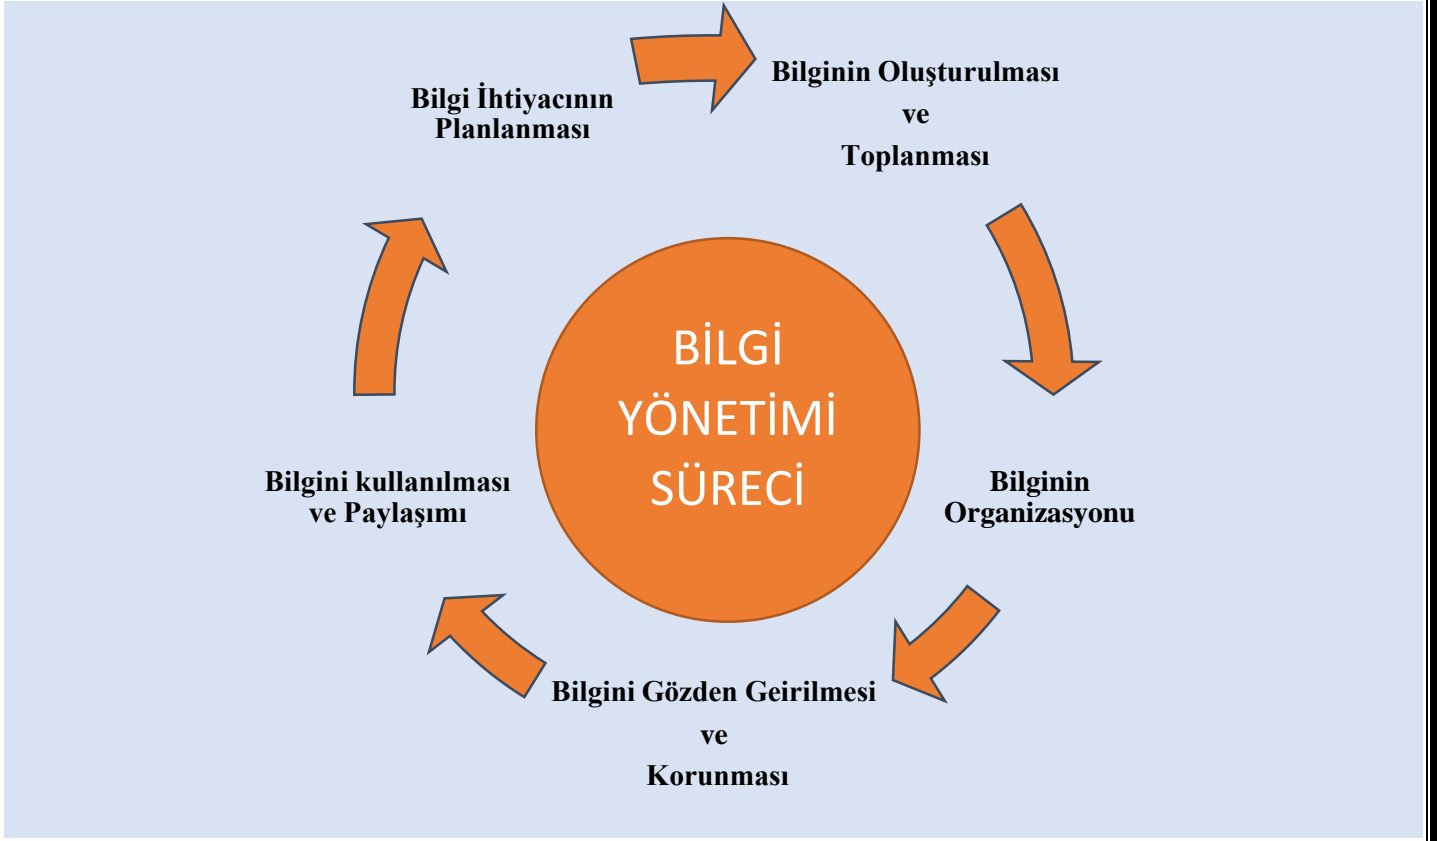 Bilgi İhtiyacının
Planlanması
Bilginin Oluşturulması
ve
Toplanması
BİLGİ
YÖNETİMİ
SÜRECİ
Bilgini kullanılması
ve Paylaşımı
Bilginin
Organizasyonu
Bilgini Gözden Geirilmesi
ve
Korunması